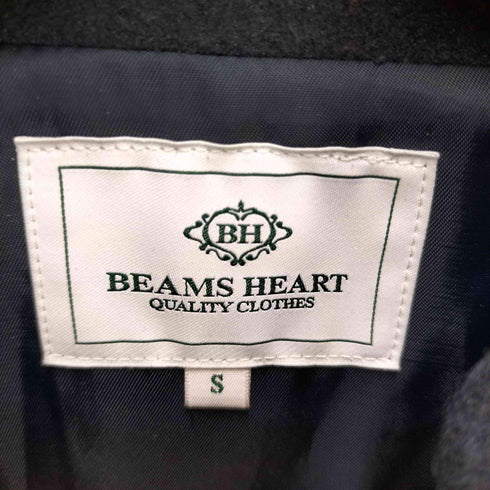 BH
BEAMS HEART
QUALITY CLOTHES
S